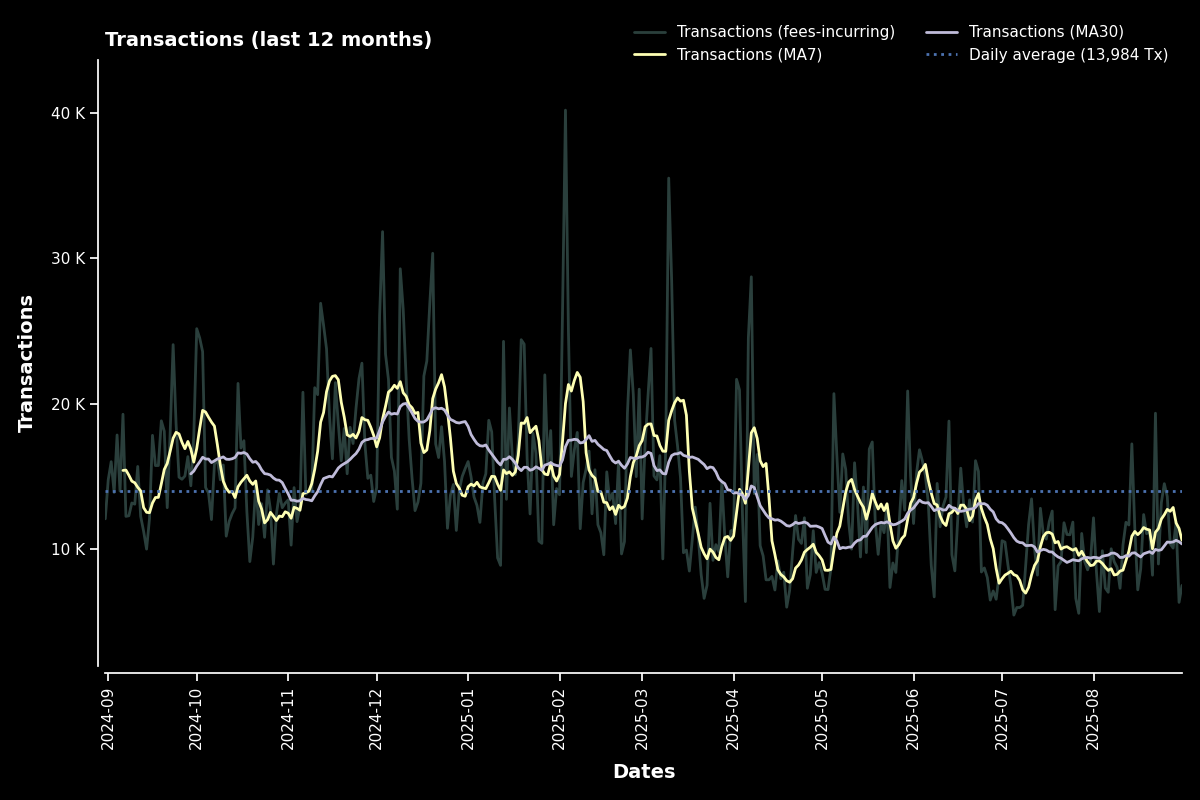 Transactions (last 12 months)
Transactions (fees-incurring)
Transactions (MA7)
Transactions (MA30)
Daily average (13,984 Tx)
Transactions
40 K
30 K
20 K
10 K
2024-09
2024-10
2024-11
2024-12
2025-01
2025-02
2025-03
2025-04
2025-05
2025-06
2025-07
2025-08
Dates